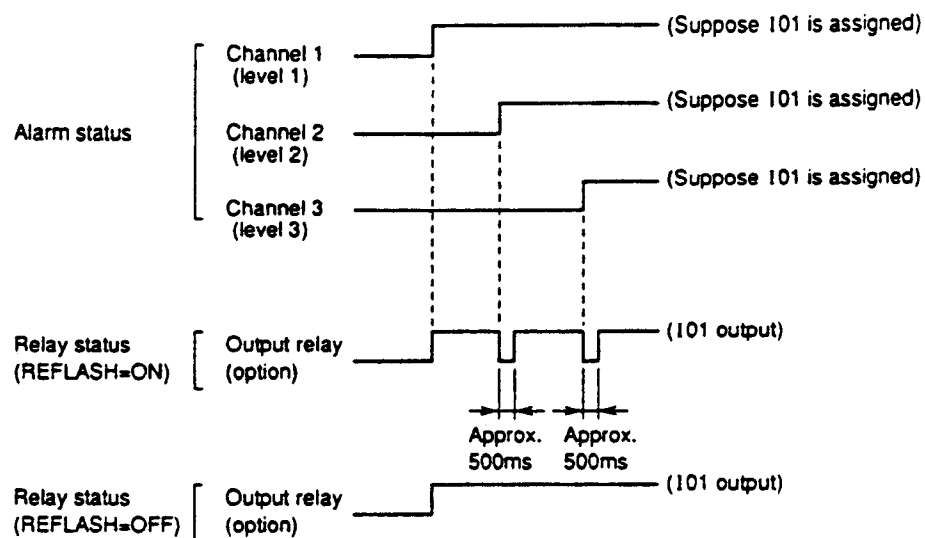 Channel 1
(level 1)
(Suppose 101 is assigned)
Alarm status
Channel 2
(level 2)
(Suppose 101 is assigned)
Channel 3
(level 3)
(Suppose 101 is assigned)
Relay status
(REFLASH=ON)
Output relay
(option)
(101 output)
Approx.
500ms
Approx.
500ms
Relay status
(REFLASH=OFF)
Output relay
(option)
(101 output)